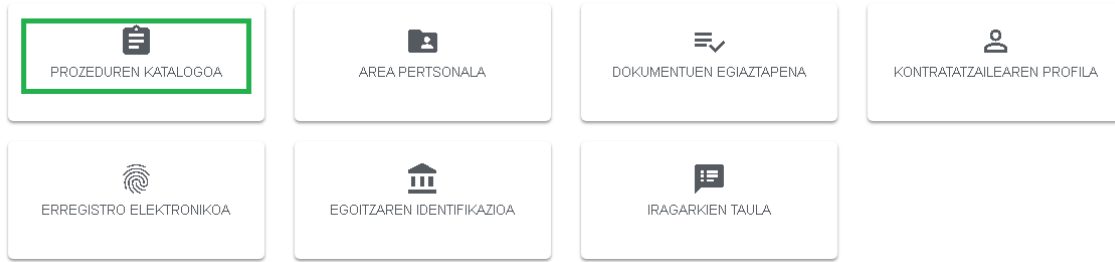 PROZEDUREN KATALOGOA
AREA PERTSONALA
DOKUMENTUEN EGIAZTAPENA
KONTRATATZAILEAREN PROFILA
ERREGISTRO ELEKTRONIKOA
EGOITZAREN IDENTIFIKAZIOA
IRAGARKIEN TAULA